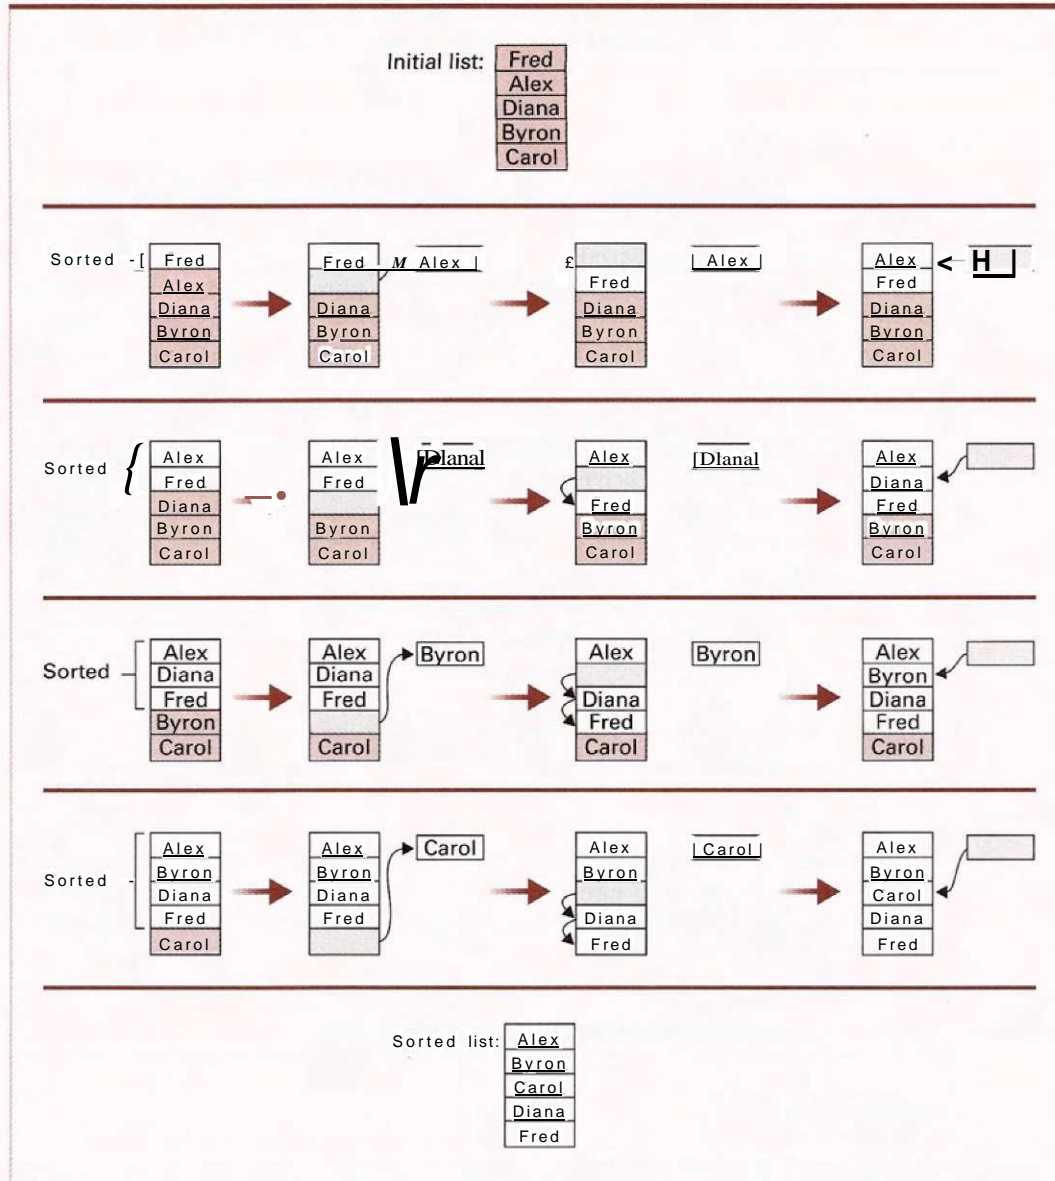 Initial list:
Fred
Alex
Diana
Byron
Carol
Sorted -[
Fred
Alex
Diana
Byron
Carol
Fred
Diana
Byron
Carol
M
Alex
£
Fred
Diana
Byron
Carol
Alex
Alex
Fred
Diana
Byron
Carol
< H
Sorted {
Alex
Fred
Diana
Byron
Carol
Alex
Fred
Byron
Carol
[Dlanal
Alex
Fred
Byron
Carol
[Dlanal
Alex
Diana
Fred
Byron
Carol
Sorted
Alex
Diana
Fred
Byron
Carol
Alex
Diana
Fred
Carol
Byron
Alex
Diana
Fred
Carol
Byron
Alex
Byron
Diana
Fred
Carol
Sorted -
Alex
Byron
Diana
Fred
Carol
Alex
Byron
Diana
Fred
Carol
Alex
Byron
Diana
Fred
Carol
Alex
Byron
Carol
Diana
Fred
Sorted list:
Alex
Byron
Carol
Diana
Fred